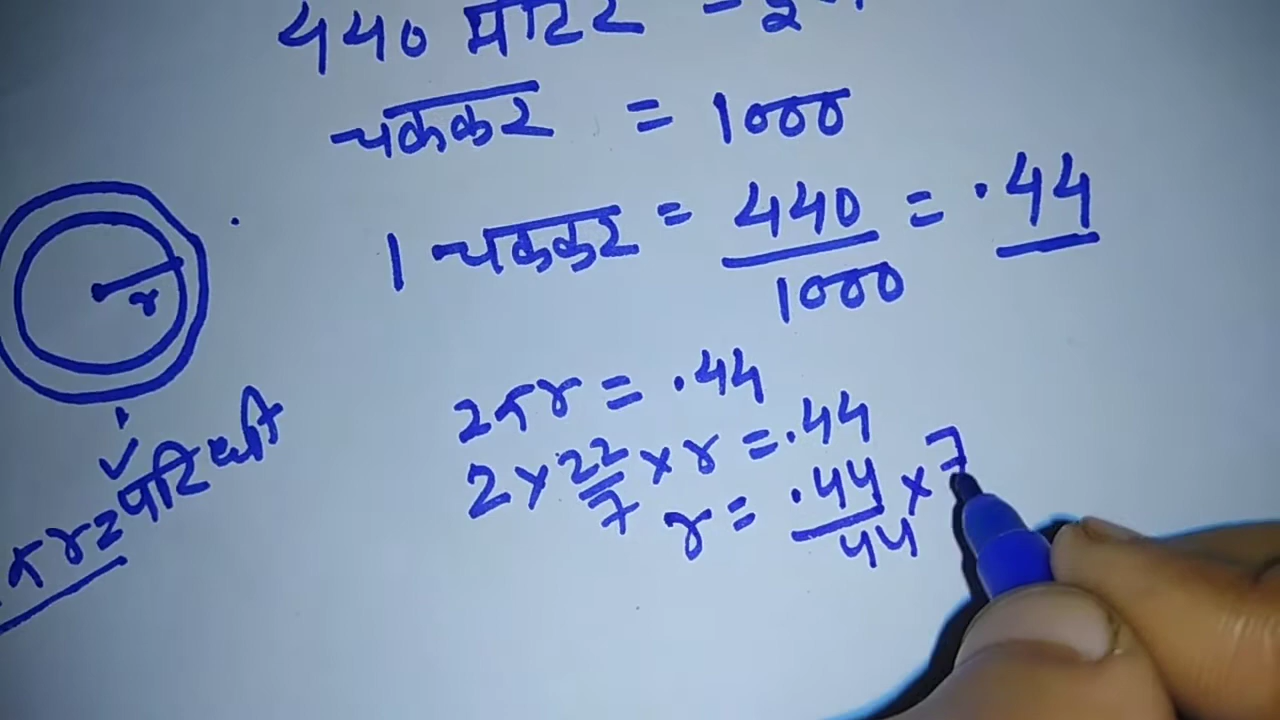 440 मीटर =
चक्कर = 1000
1 चक्कर = 440/1000 = .44
r
2πr = .44
2 × 22/7 × r = .44
r = .44/44 × 7
πr = परिधि